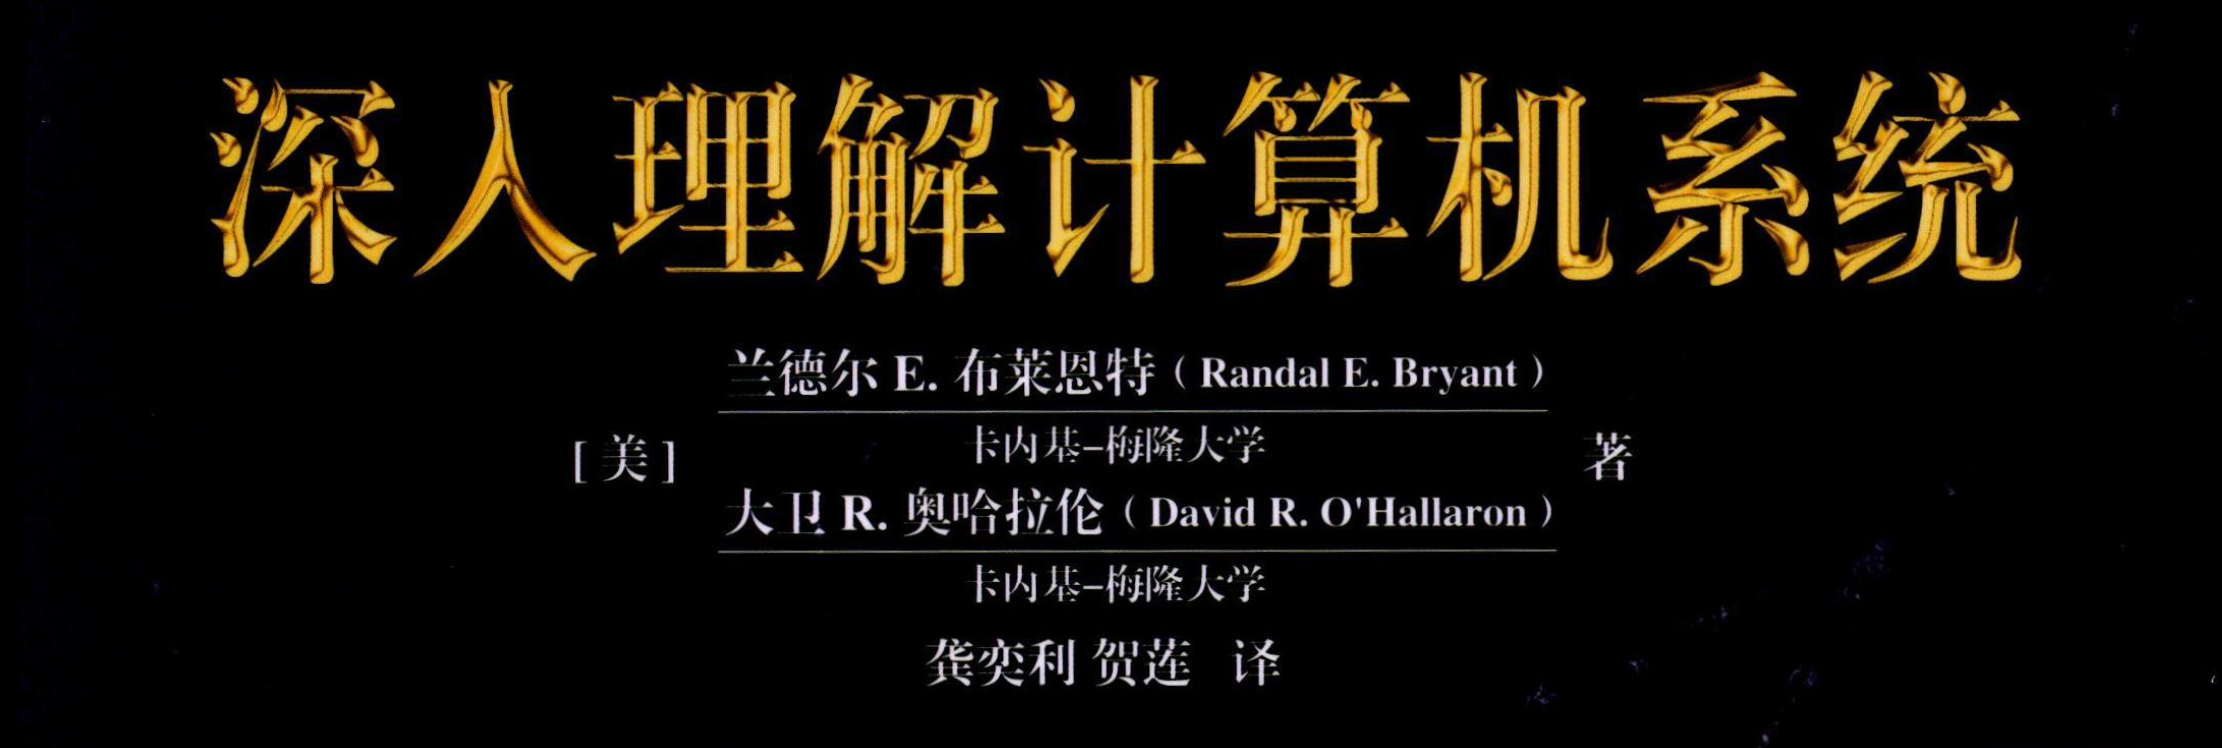 深入理解计算机系统
兰德尔 E. 布莱恩特（Randal E. Bryant）
卡内基-梅隆大学
[美] 著
大卫 R. 奥哈拉伦（David R. O'Hallaron）
卡内基-梅隆大学
龚奕利 贺莲 译